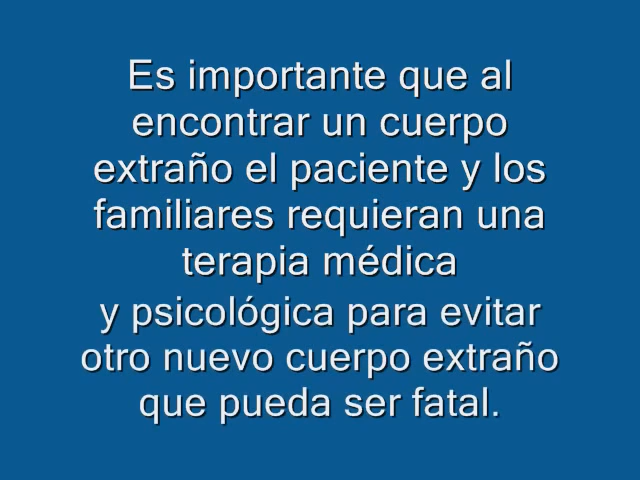 Es importante que al
encontrar un cuerpo
extraño el paciente y los
familiares requieran una
terapia médica
y psicológica para evitar
otro nuevo cuerpo extraño
que pueda ser fatal.